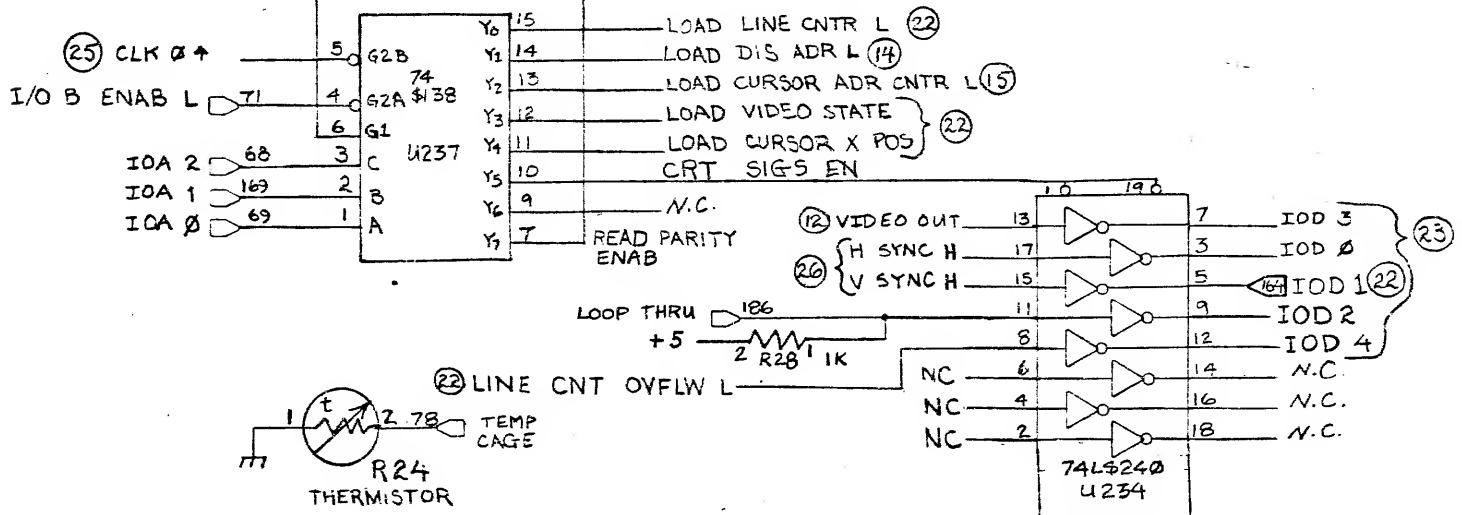 15 Y0 LOAD LINE CNTR L 22
25 CLK Ø ↑ 5 G2B Y1 14 LOAD DIS ADR L 14
74 S138
Y2 13 LOAD CURSOR ADR CNTR L 15
I/O B ENAB L 71 4 G2A Y3 12 LOAD VIDEO STATE
22
6 G1 Y4 11 LOAD CURSOR X POS
U237
IOA 2 68 3 C Y5 10 CRT SIGS EN
IOA 1 169 2 B Y6 9 N.C.
IOA Ø 69 1 A Y7 7 READ PARITY
ENAB
1 19
12 VIDEO OUT 13 7 IOD 3
23
26 H SYNC H 17 3 IOD Ø
V SYNC H 15 5 164 IOD 1 22
LOOP THRU 186 11 9 IOD 2
+5 2 R28 1 1K
8 12 IOD 4
22 LINE CNT OVFLW L
NC 6 14 N.C.
NC 4 16 N.C.
NC 2 18 N.C.
74LS24Ø
U234
1 t 2 78 TEMP
CAGE
R24
THERMISTOR